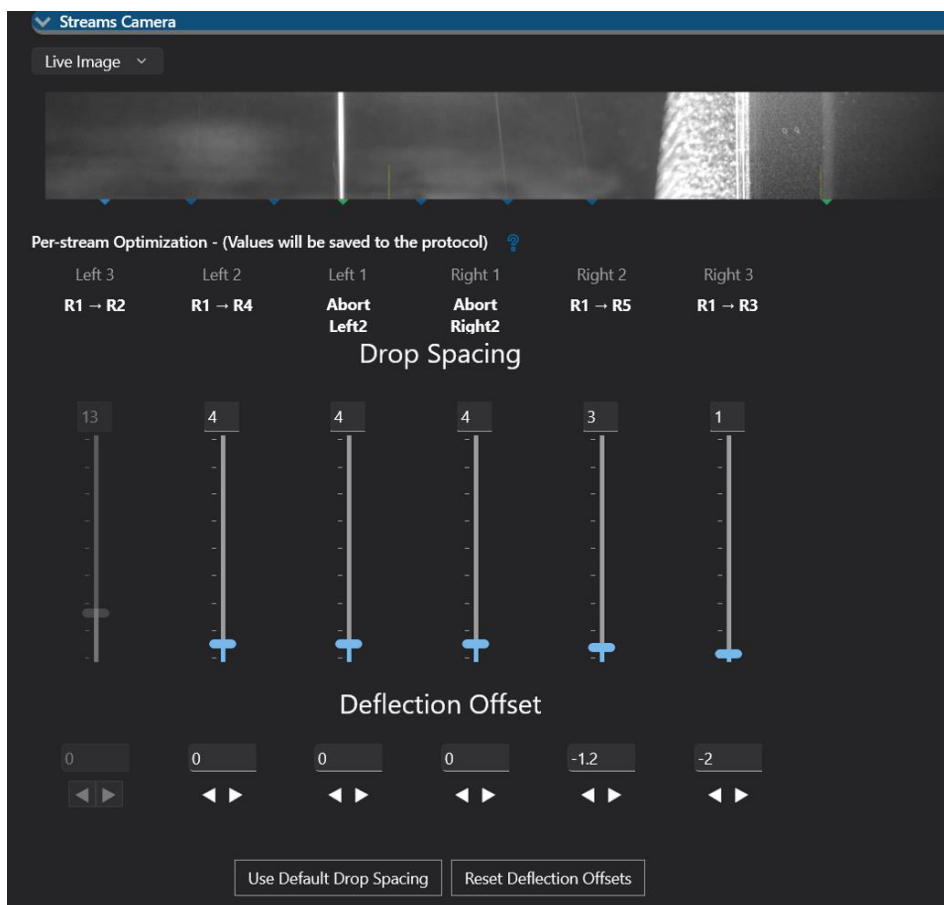 Streams Camera
Live Image
Per-stream Optimization - (Values will be saved to the protocol) ?
Left 3 Left 2 Left 1 Right 1 Right 2 Right 3
R1 → R2 R1 → R4 Abort Left2 Abort Right2 R1 → R5 R1 → R3
Drop Spacing
13 4 4 4 3 1
Deflection Offset
0 0 0 0 -1.2 -2
Use Default Drop Spacing Reset Deflection Offsets